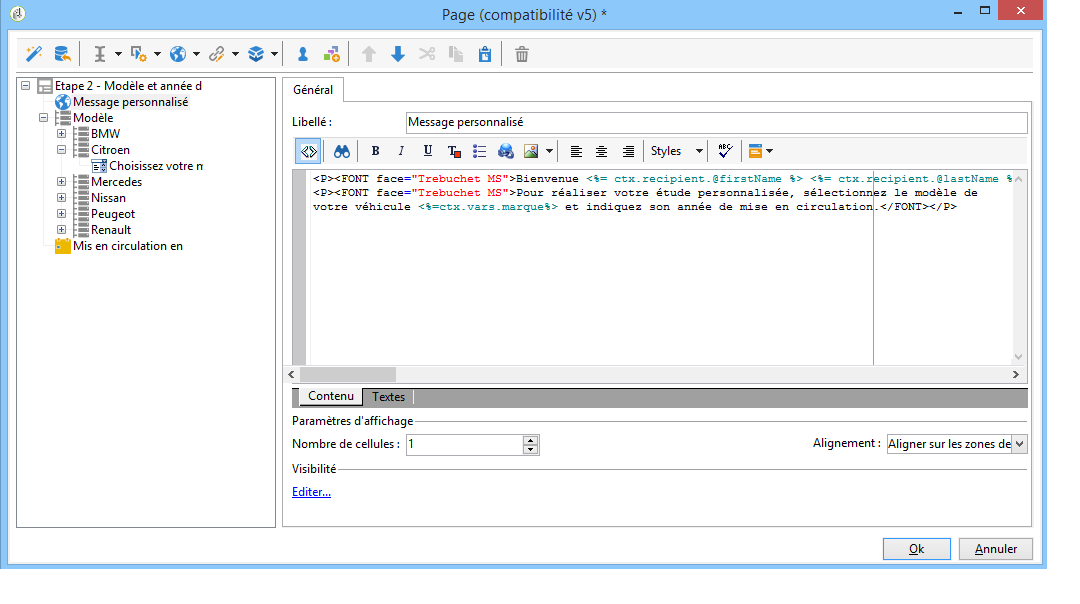 Page (compatibilité v5) *
Etape 2 - Modèle et année d
Message personnalisé
Modèle
BMW
Citroen
Choisissez votre m
Mercedes
Nissan
Peugeot
Renault
Mis en circulation en
Général
Libellé :
Message personnalisé
B I U T Styles ABC
<P><FONT face="Trebuchet MS">Bienvenue <%= ctx.recipient.@firstName %> <%= ctx.recipient.@lastName %
<P><FONT face="Trebuchet MS">Pour réaliser votre étude personnalisée, sélectionnez le modèle de
votre véhicule <%=ctx.vars.marque%> et indiquez son année de mise en circulation.</FONT></P>
Contenu Textes
Paramètres d'affichage
Nombre de cellules : 1 Alignement : Aligner sur les zones de
Visibilité
Editer...
Ok Annuler